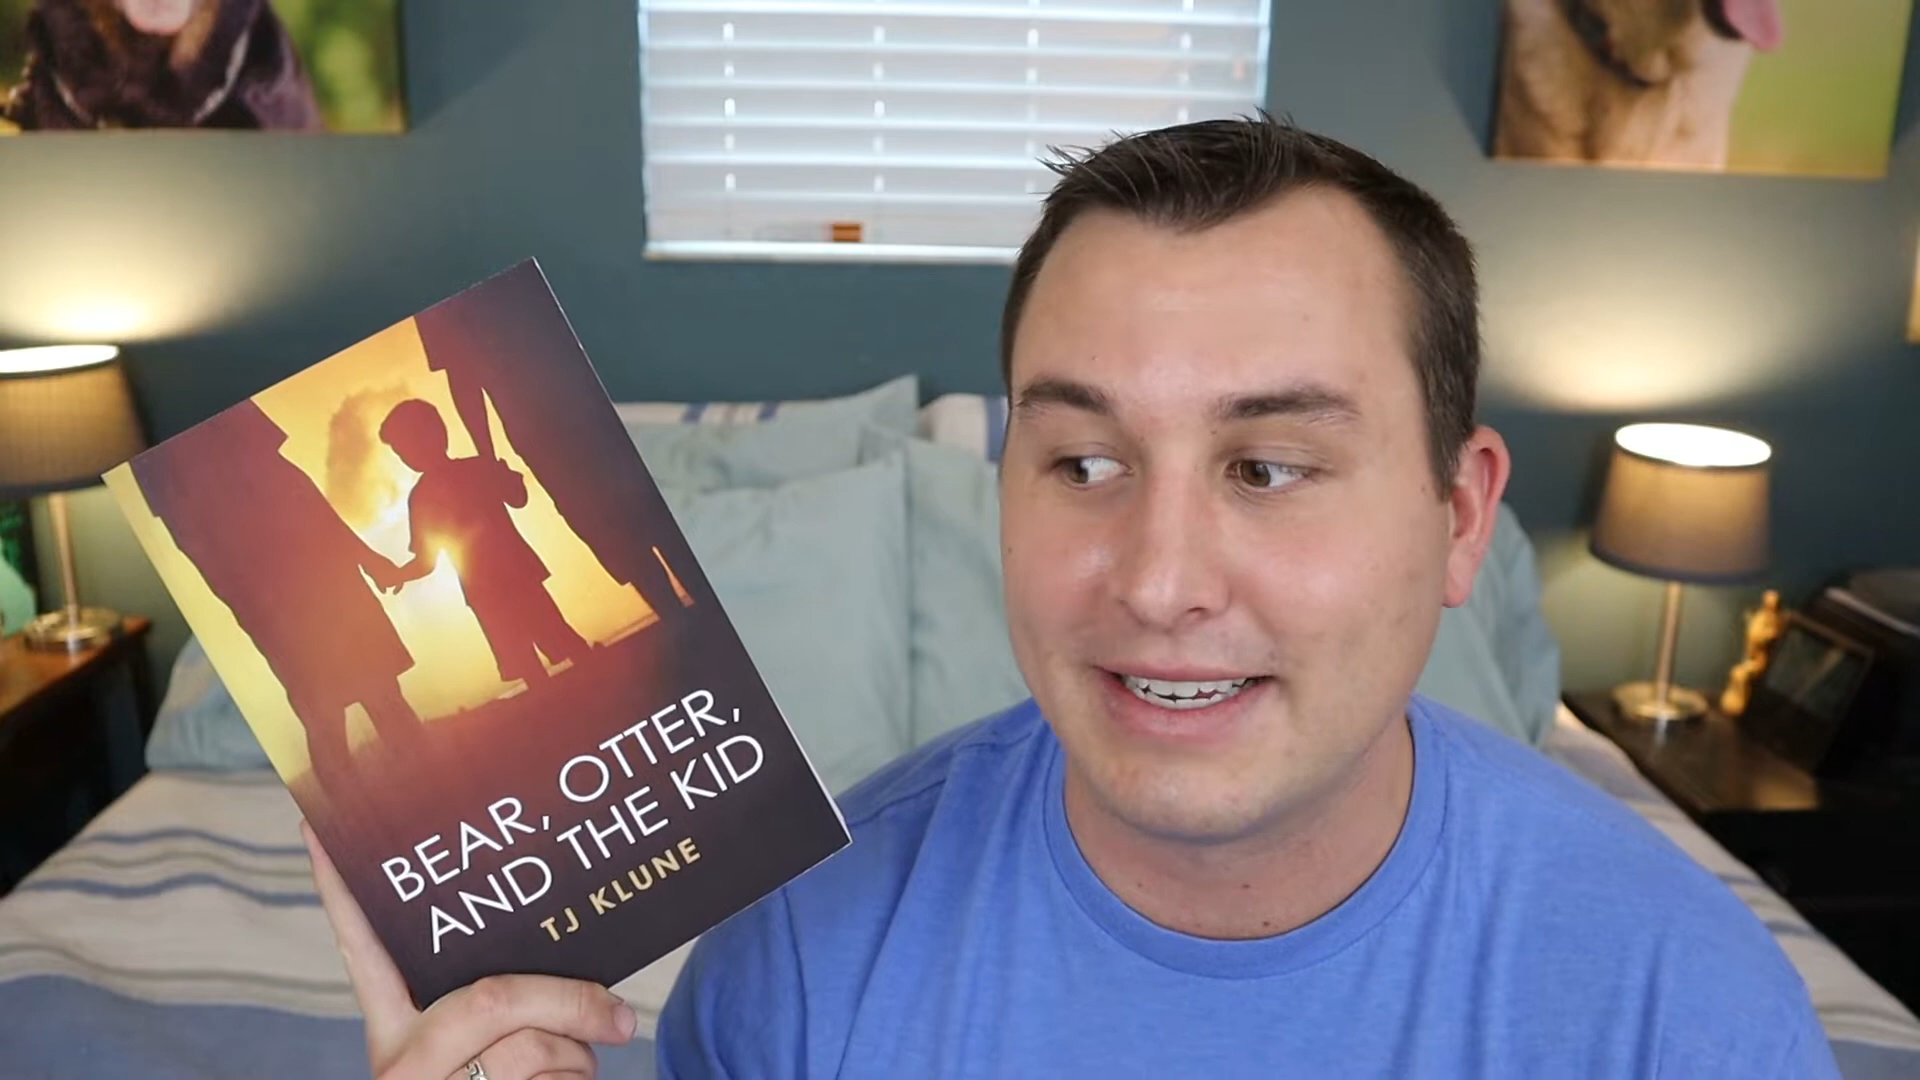 BEAR, OTTER,
AND THE KID
TJ KLUNE